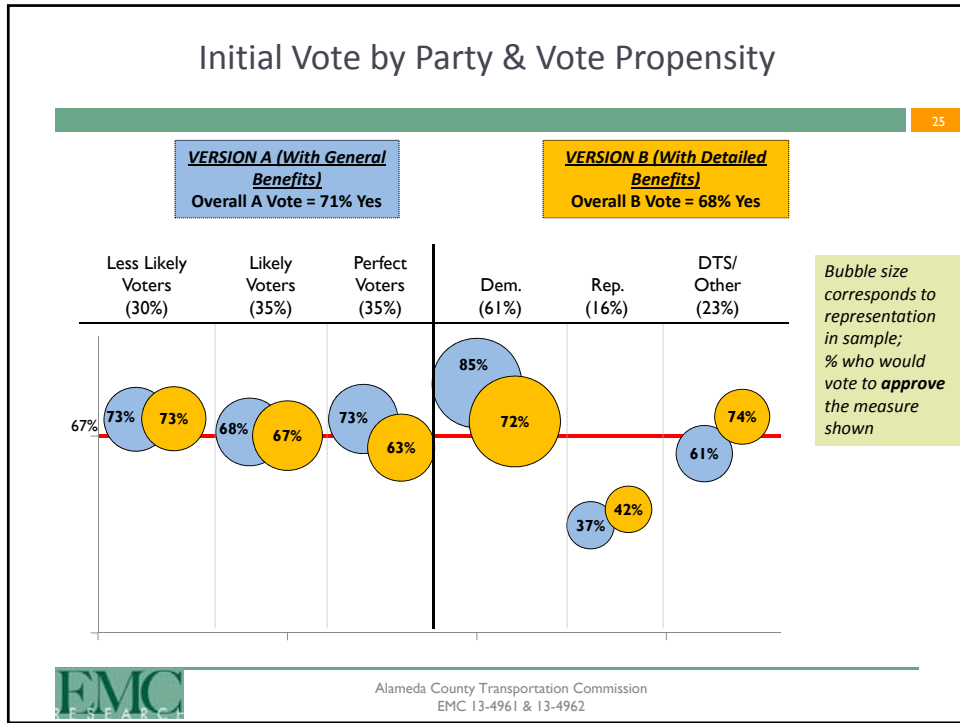 Initial Vote by Party & Vote Propensity
25
VERSION A (With General
Benefits)
Overall A Vote = 71% Yes
VERSION B (With Detailed
Benefits)
Overall B Vote = 68% Yes
Less Likely
Voters
(30%)
Likely
Voters
(35%)
Perfect
Voters
(35%)
Dem.
(61%)
Rep.
(16%)
DTS/
Other
(23%)
Bubble size
corresponds to
representation
in sample;
% who would
vote to approve
the measure
shown
67%
73%
73%
68%
67%
73%
63%
85%
72%
37%
42%
61%
74%
EMC
RESEARCH
Alameda County Transportation Commission
EMC 13-4961 & 13-4962